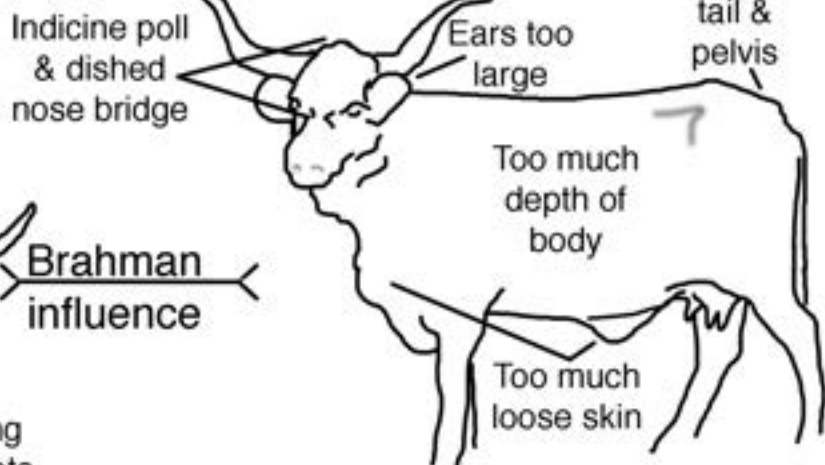 Indicine poll
& dished
nose bridge
Ears too
large
tail &
pelvis
Too much
depth of
body
Brahman
influence
Too much
loose skin